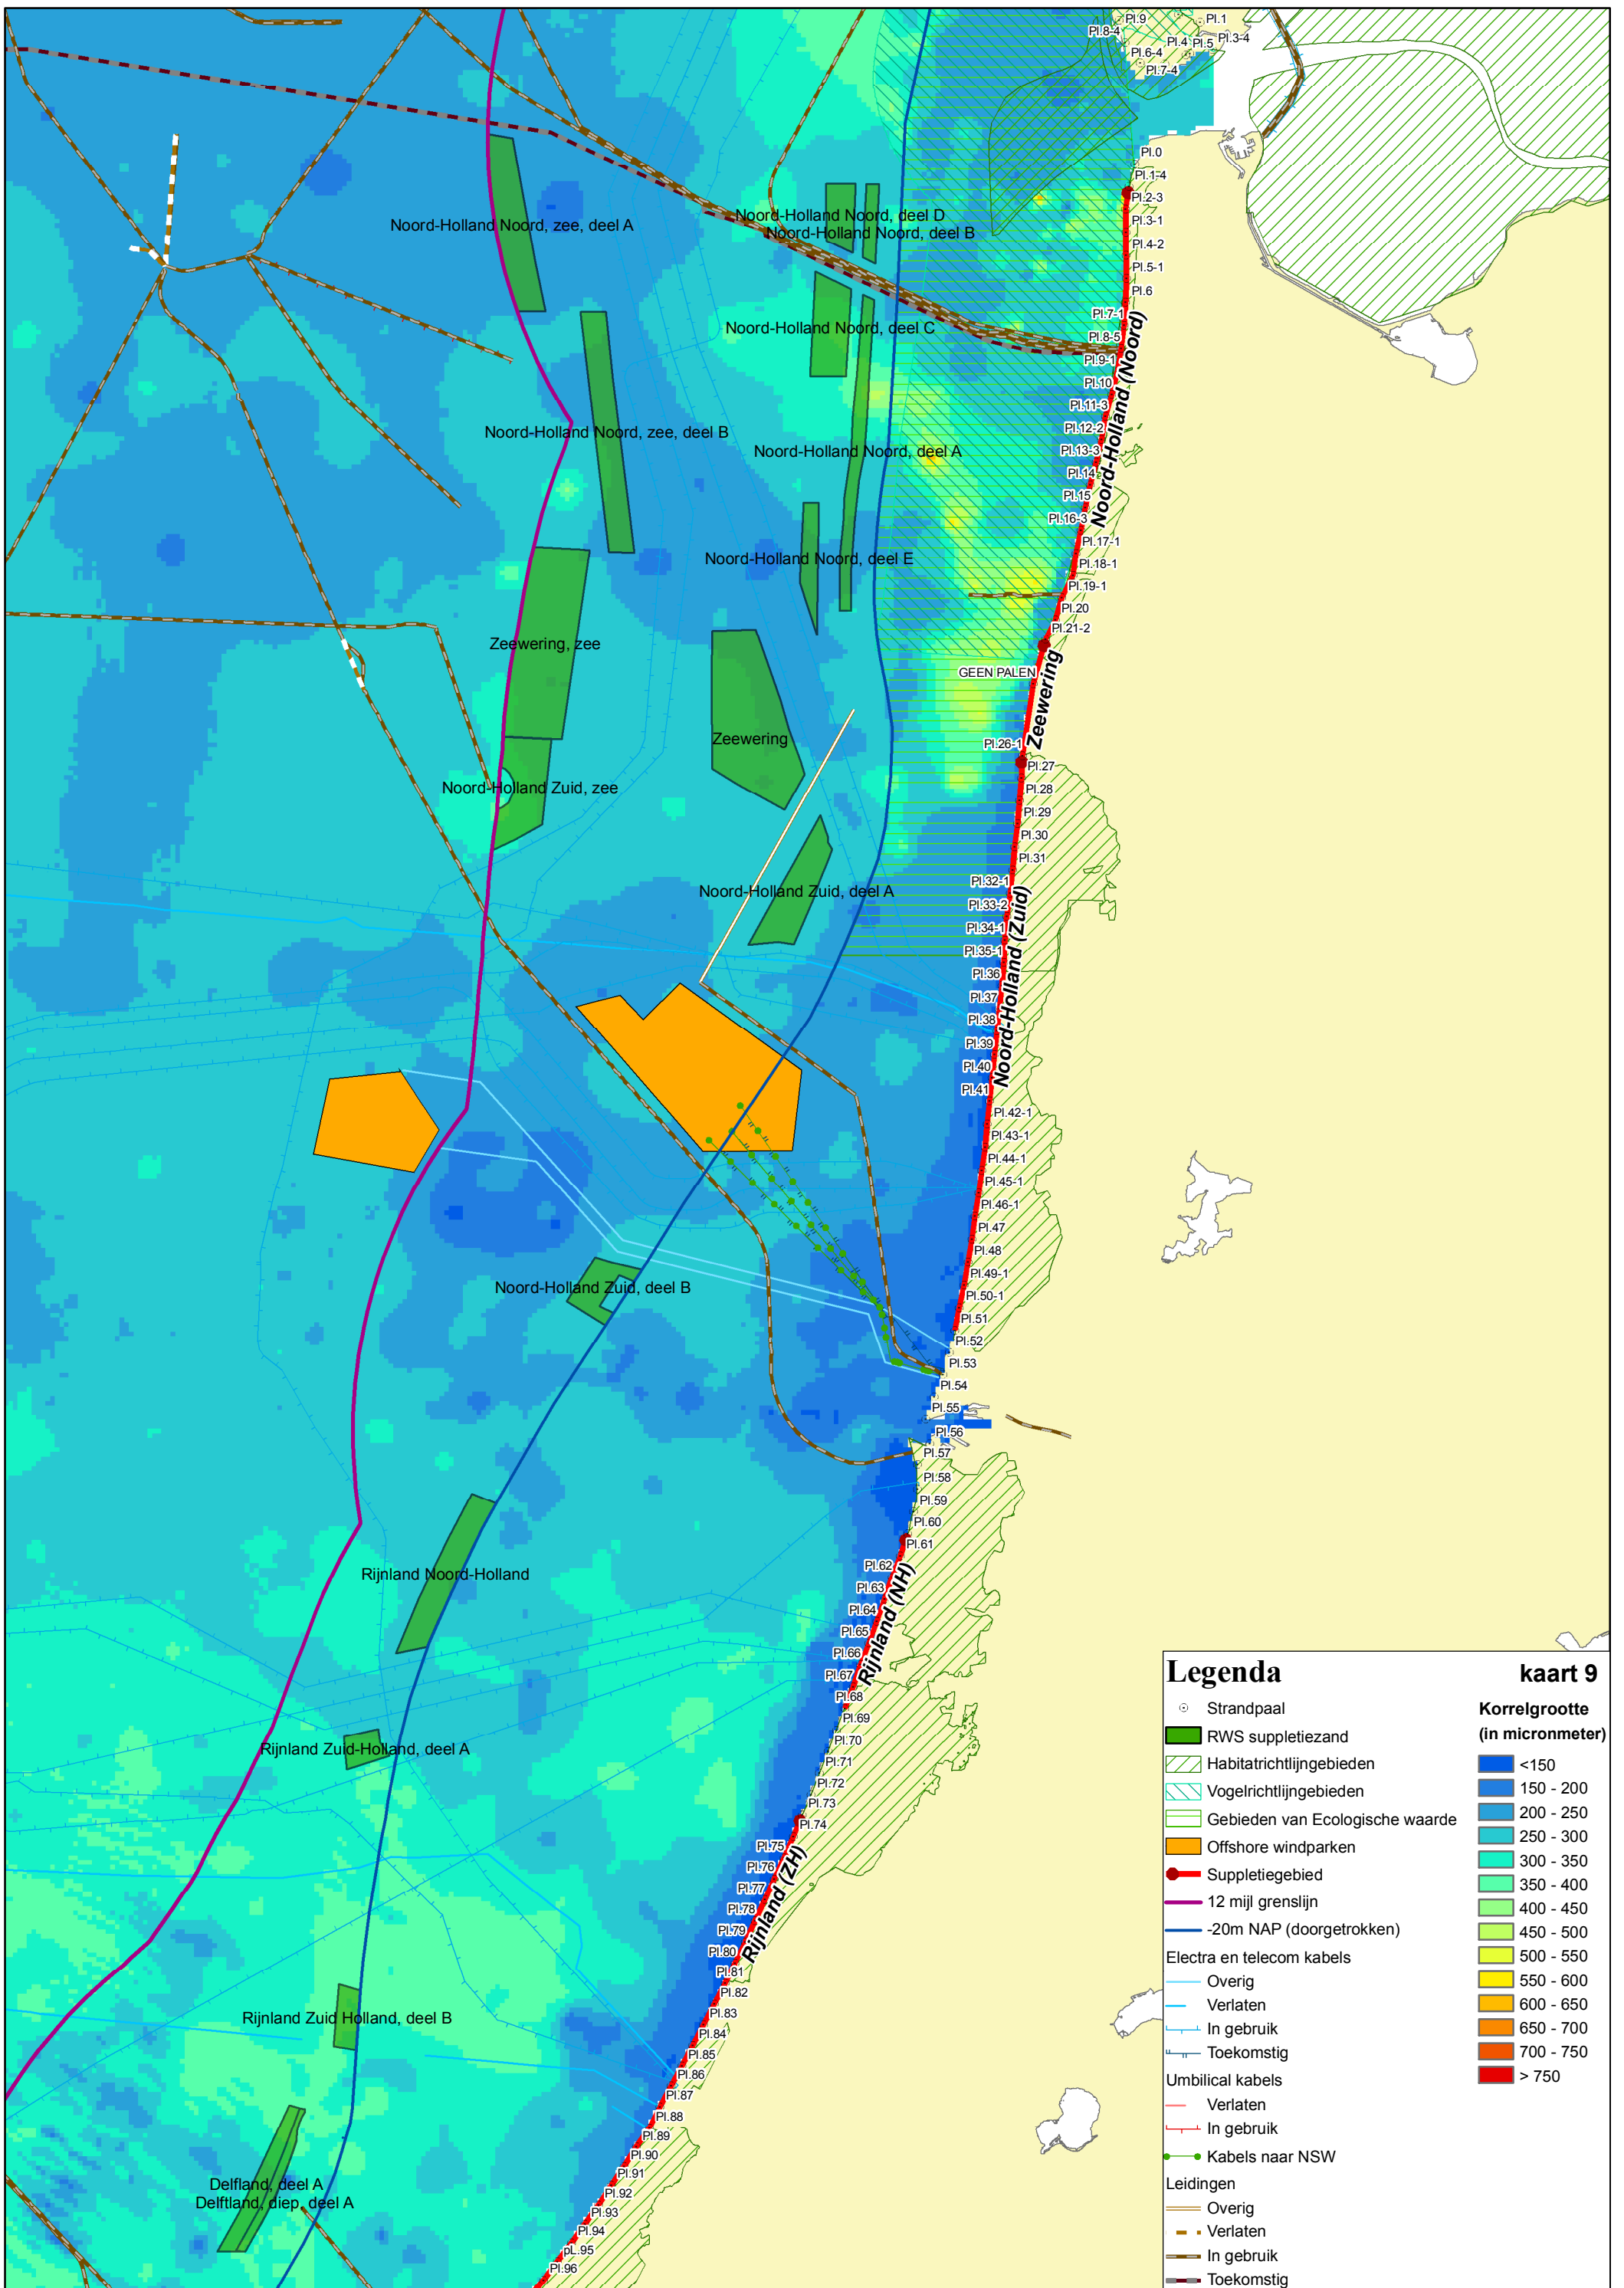 Pl.9
Pl.1
Pl.8-4
Pl.3-4
Pl.4
Pl.5
Pl.6-4
Pl.7-4
Pl.0
Pl.1-4
Pl.2-3
Pl.3-1
Pl.4-2
Pl.5-1
Pl.6
Pl.7-1
Pl.8-5
Pl.9-1
Pl.10
Pl.11-3
Pl.12-2
Pl.13-3
Pl.14
Pl.15
Pl.16-3
Pl.17-1
Pl.18-1
Pl.19-1
Pl.20
Pl.21-2
GEEN PALEN
Pl.26-1
Pl.27
Pl.28
Pl.29
Pl.30
Pl.31
Pl.32-1
Pl.33-2
Pl.34-1
Pl.35-1
Pl.36
Pl.37
Pl.38
Pl.39
Pl.40
Pl.41
Pl.42-1
Pl.43-1
Pl.44-1
Pl.45-1
Pl.46-1
Pl.47
Pl.48
Pl.49-1
Pl.50-1
Pl.51
Pl.52
Pl.53
Pl.54
Pl.55
Pl.56
Pl.57
Pl.58
Pl.59
Pl.60
Pl.61
Pl.62
Pl.63
Pl.64
Pl.65
Pl.66
Pl.67
Pl.68
Pl.69
Pl.70
Pl.71
Pl.72
Pl.73
Pl.74
Pl.75
Pl.76
Pl.77
Pl.78
Pl.79
Pl.80
Pl.81
Pl.82
Pl.83
Pl.84
Pl.85
Pl.86
Pl.87
Pl.88
Pl.89
Pl.90
Pl.91
Pl.92
Pl.93
Pl.94
pL.95
Pl.96
Noord-Holland (Noord)
Zeewering
Noord-Holland (Zuid)
Rijnland (NH)
Rijnland (ZH)
Noord-Holland Noord, zee, deel A
Noord-Holland Noord, deel D
Noord-Holland Noord, deel B
Noord-Holland Noord, deel C
Noord-Holland Noord, zee, deel B
Noord-Holland Noord, deel A
Noord-Holland Noord, deel E
Zeewering, zee
Zeewering
Noord-Holland Zuid, zee
Noord-Holland Zuid, deel A
Noord-Holland Zuid, deel B
Rijnland Noord-Holland
Rijnland Zuid-Holland, deel A
Rijnland Zuid Holland, deel B
Delfland, deel A
Delftland, diep, deel A
Legenda
kaart 9
Strandpaal
RWS suppletiezand
Habitatrichtlijngebieden
Vogelrichtlijngebieden
Gebieden van Ecologische waarde
Offshore windparken
Suppletiegebied
12 mijl grenslijn
-20m NAP (doorgetrokken)
Electra en telecom kabels
Overig
Verlaten
In gebruik
Toekomstig
Umbilical kabels
Verlaten
In gebruik
Kabels naar NSW
Leidingen
Overig
Verlaten
In gebruik
Toekomstig
Korrelgrootte
(in micronmeter)
<150
150 - 200
200 - 250
250 - 300
300 - 350
350 - 400
400 - 450
450 - 500
500 - 550
550 - 600
600 - 650
650 - 700
700 - 750
> 750